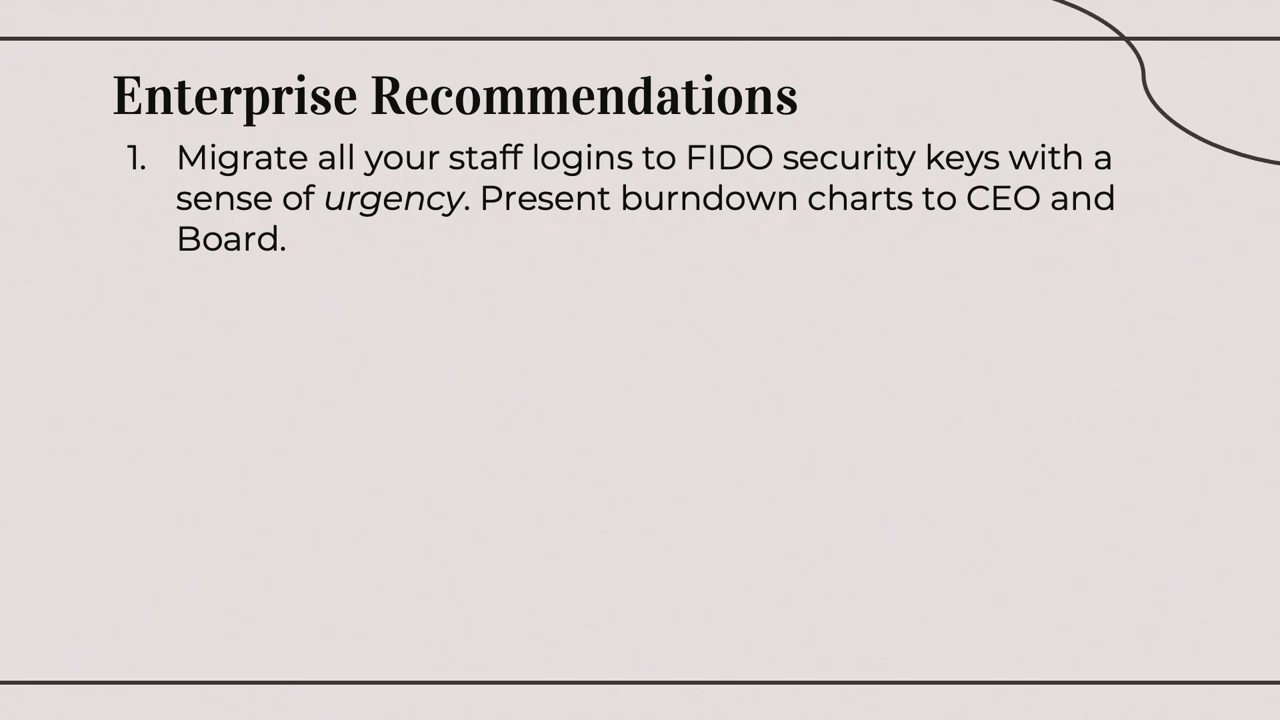 Enterprise Recommendations
1. Migrate all your staff logins to FIDO security keys with a
sense of urgency. Present burndown charts to CEO and
Board.